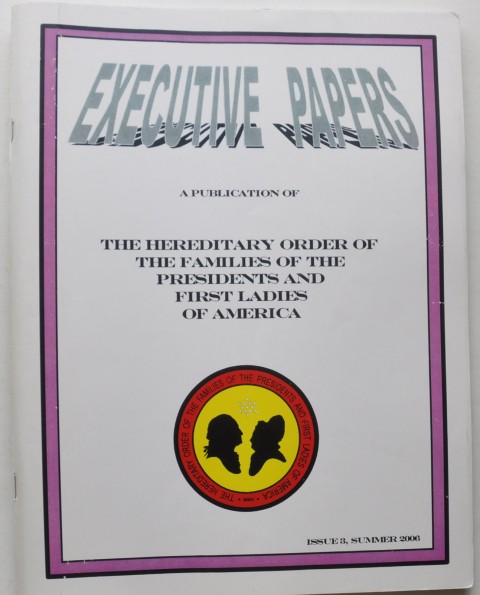 EXECUTIVE PAPERS
A PUBLICATION OF
THE HEREDITARY ORDER OF
THE FAMILIES OF THE
PRESIDENTS AND
FIRST LADIES
OF AMERICA
THE HEREDITARY ORDER OF THE FAMILIES OF THE PRESIDENTS AND FIRST LADIES OF AMERICA
ISSUE 3, SUMMER 2006